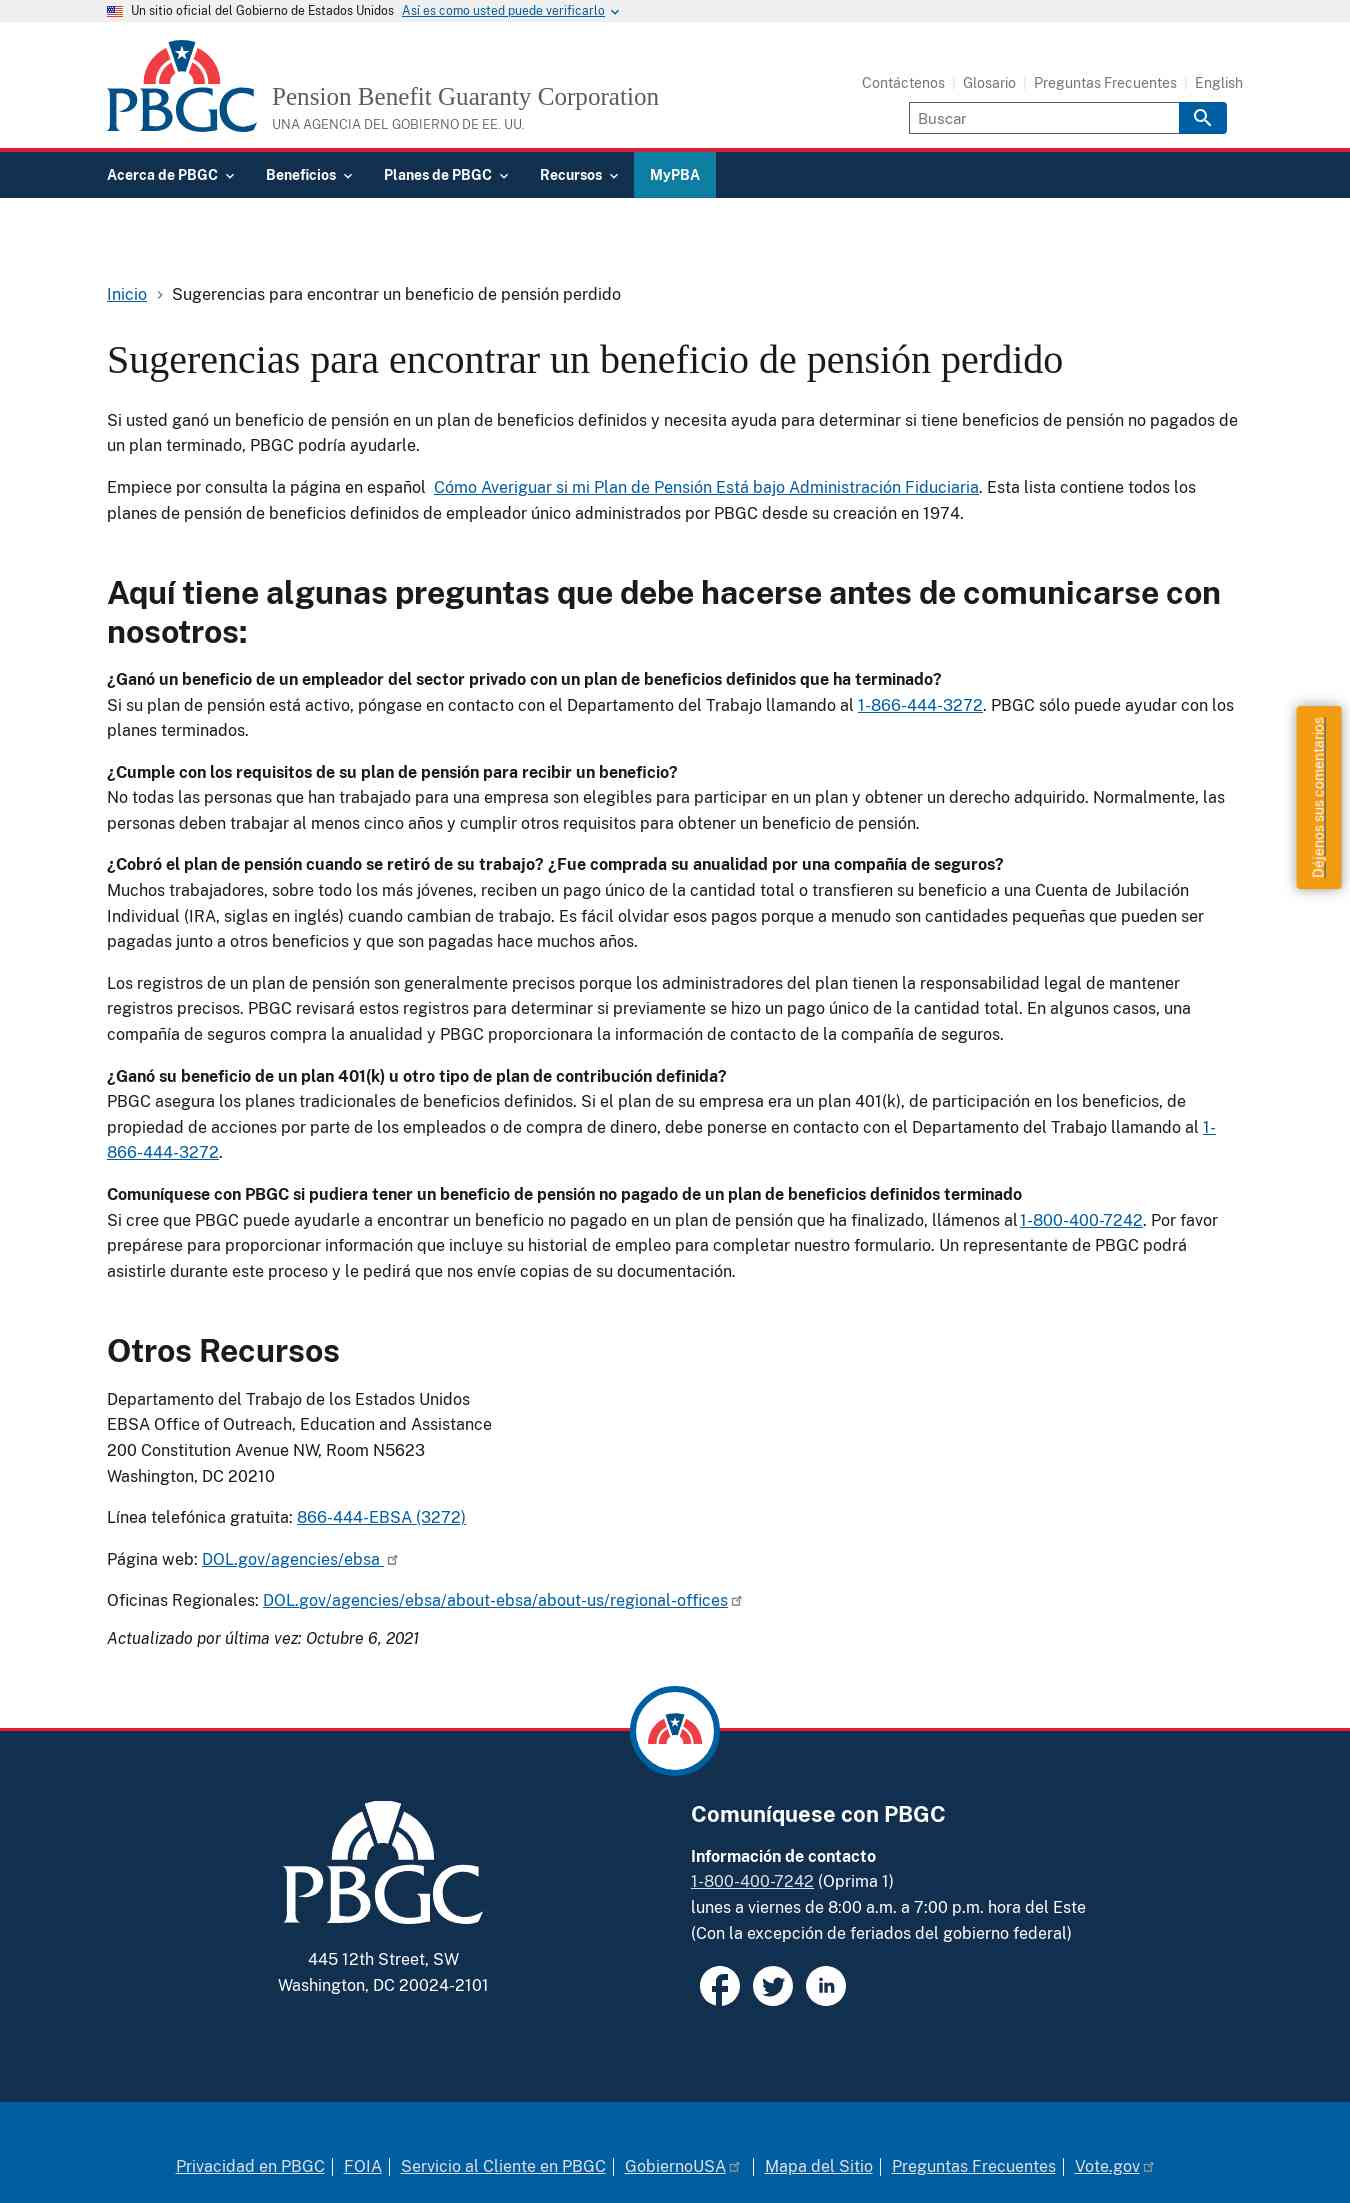 Un sitio oficial del Gobierno de Estados Unidos Así es como usted puede verificarlo
PBGC
Pension Benefit Guaranty Corporation
UNA AGENCIA DEL GOBIERNO DE EE. UU.
Contáctenos | Glosario | Preguntas Frecuentes | English
Buscar
Acerca de PBGC Beneficios Planes de PBGC Recursos MyPBA
Inicio > Sugerencias para encontrar un beneficio de pensión perdido
Sugerencias para encontrar un beneficio de pensión perdido
Si usted ganó un beneficio de pensión en un plan de beneficios definidos y necesita ayuda para determinar si tiene beneficios de pensión no pagados de
un plan terminado, PBGC podría ayudarle.
Empiece por consulta la página en español Cómo Averiguar si mi Plan de Pensión Está bajo Administración Fiduciaria. Esta lista contiene todos los
planes de pensión de beneficios definidos de empleador único administrados por PBGC desde su creación en 1974.
Aquí tiene algunas preguntas que debe hacerse antes de comunicarse con
nosotros:
¿Ganó un beneficio de un empleador del sector privado con un plan de beneficios definidos que ha terminado?
Si su plan de pensión está activo, póngase en contacto con el Departamento del Trabajo llamando al 1-866-444-3272. PBGC sólo puede ayudar con los
planes terminados.
¿Cumple con los requisitos de su plan de pensión para recibir un beneficio?
No todas las personas que han trabajado para una empresa son elegibles para participar en un plan y obtener un derecho adquirido. Normalmente, las
personas deben trabajar al menos cinco años y cumplir otros requisitos para obtener un beneficio de pensión.
¿Cobró el plan de pensión cuando se retiró de su trabajo? ¿Fue comprada su anualidad por una compañía de seguros?
Muchos trabajadores, sobre todo los más jóvenes, reciben un pago único de la cantidad total o transfieren su beneficio a una Cuenta de Jubilación
Individual (IRA, siglas en inglés) cuando cambian de trabajo. Es fácil olvidar esos pagos porque a menudo son cantidades pequeñas que pueden ser
pagadas junto a otros beneficios y que son pagadas hace muchos años.
Los registros de un plan de pensión son generalmente precisos porque los administradores del plan tienen la responsabilidad legal de mantener
registros precisos. PBGC revisará estos registros para determinar si previamente se hizo un pago único de la cantidad total. En algunos casos, una
compañía de seguros compra la anualidad y PBGC proporcionara la información de contacto de la compañía de seguros.
¿Ganó su beneficio de un plan 401(k) u otro tipo de plan de contribución definida?
PBGC asegura los planes tradicionales de beneficios definidos. Si el plan de su empresa era un plan 401(k), de participación en los beneficios, de
propiedad de acciones por parte de los empleados o de compra de dinero, debe ponerse en contacto con el Departamento del Trabajo llamando al 1-
866-444-3272.
Comuníquese con PBGC si pudiera tener un beneficio de pensión no pagado de un plan de beneficios definidos terminado
Si cree que PBGC puede ayudarle a encontrar un beneficio no pagado en un plan de pensión que ha finalizado, llámenos al 1-800-400-7242. Por favor
prepárese para proporcionar información que incluye su historial de empleo para completar nuestro formulario. Un representante de PBGC podrá
asistirle durante este proceso y le pedirá que nos envíe copias de su documentación.
Déjenos sus comentarios
Otros Recursos
Departamento del Trabajo de los Estados Unidos
EBSA Office of Outreach, Education and Assistance
200 Constitution Avenue NW, Room N5623
Washington, DC 20210
Línea telefónica gratuita: 866-444-EBSA (3272)
Página web: DOL.gov/agencies/ebsa
Oficinas Regionales: DOL.gov/agencies/ebsa/about-ebsa/about-us/regional-offices
Actualizado por última vez: Octubre 6, 2021
PBGC
445 12th Street, SW
Washington, DC 20024-2101
Comuníquese con PBGC
Información de contacto
1-800-400-7242 (Oprima 1)
lunes a viernes de 8:00 a.m. a 7:00 p.m. hora del Este
(Con la excepción de feriados del gobierno federal)
in
Privacidad en PBGC | FOIA | Servicio al Cliente en PBGC | GobiernoUSA | Mapa del Sitio | Preguntas Frecuentes | Vote.gov